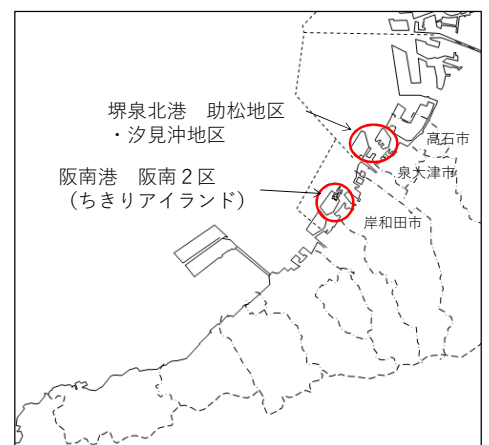 堺泉北港　助松地区
・汐見沖地区
高石市
阪南港　阪南２区
（ちきりアイランド）
泉大津市
岸和田市